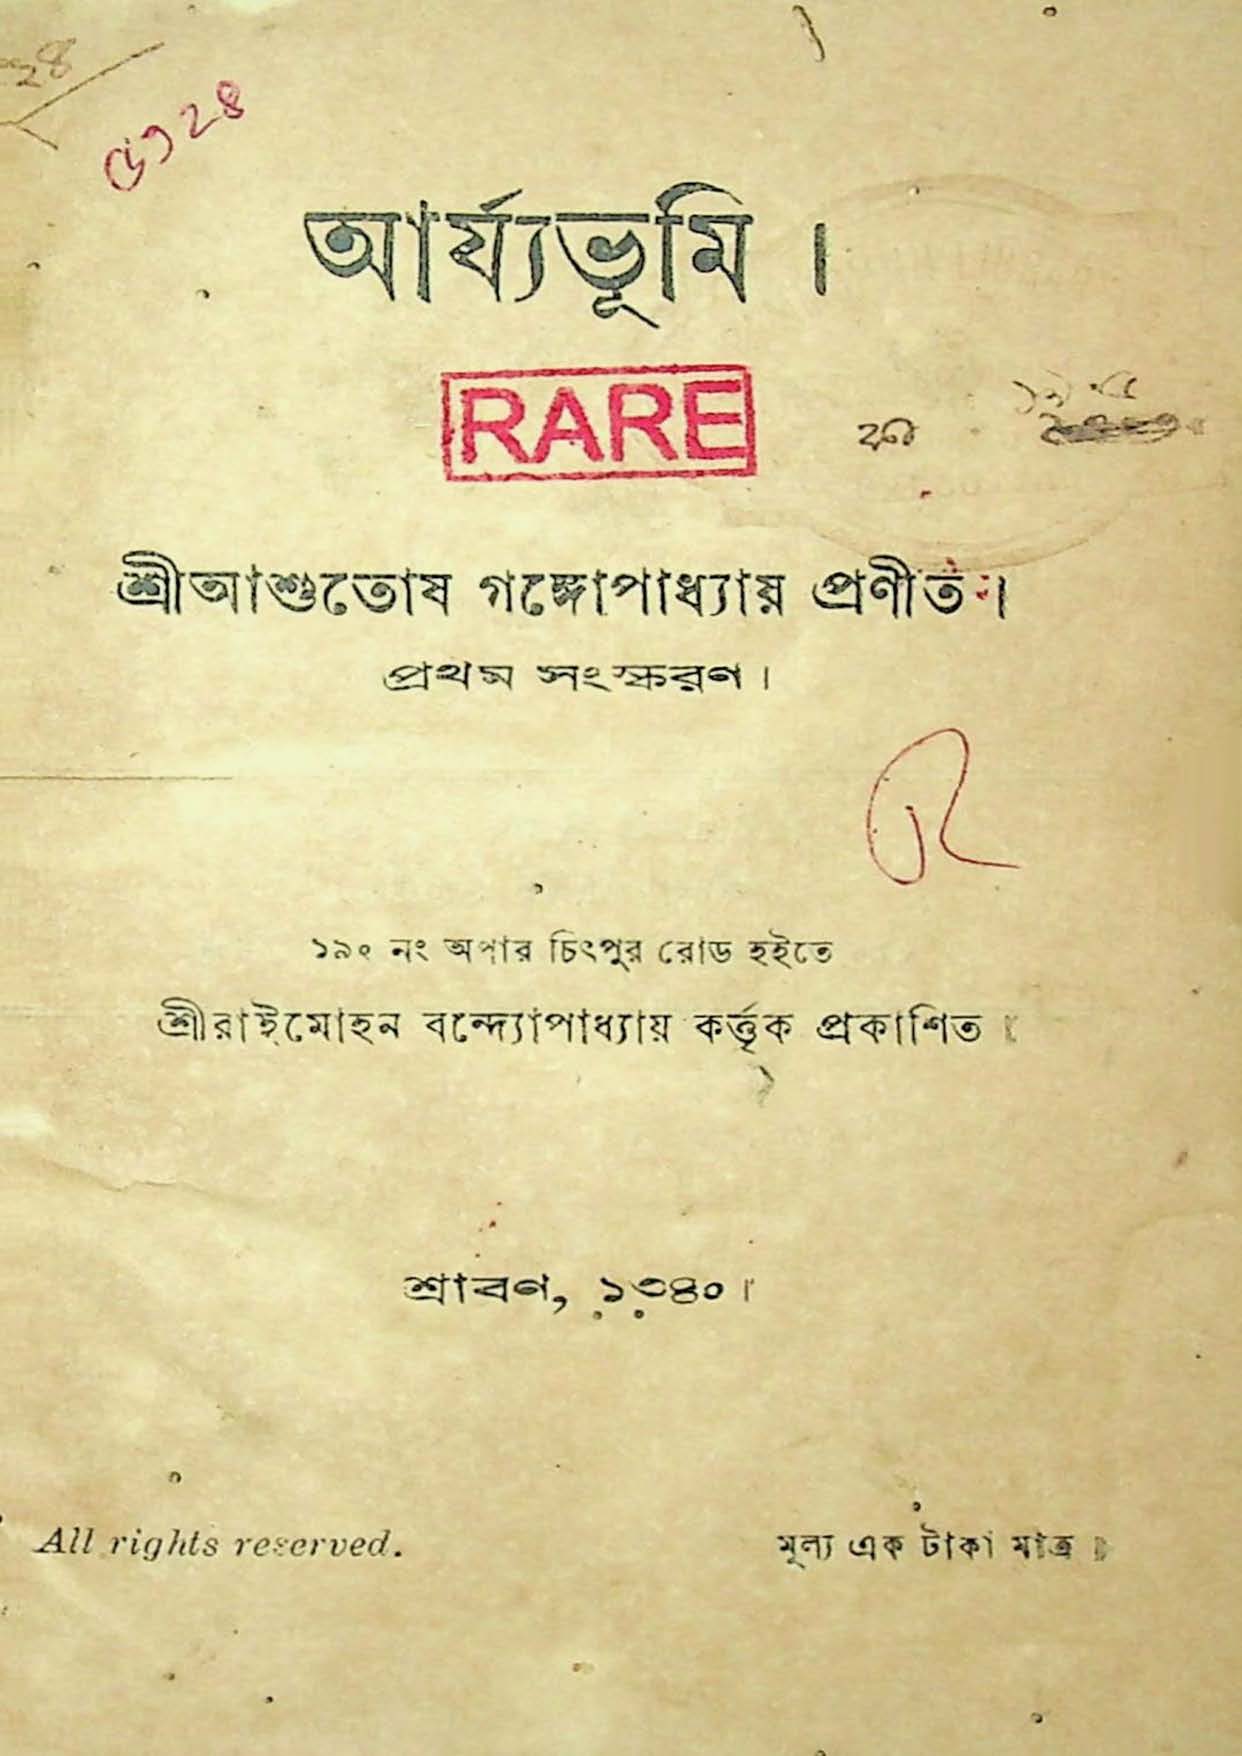 আর্য্যভূমি ।
RARE
শ্রীআশুতোষ গঙ্গোপাধ্যায় প্রণীত ।
প্রথম সংস্করণ ।
R
১৯০ নং অপার চিৎপুর রোড হইতে
শ্রীরাইমোহন বন্দ্যোপাধ্যায় কর্ত্তৃক প্রকাশিত ।
শ্রাবণ, ১৩৪০ ।
All rights reserved.
মূল্য এক টাকা মাত্র ।